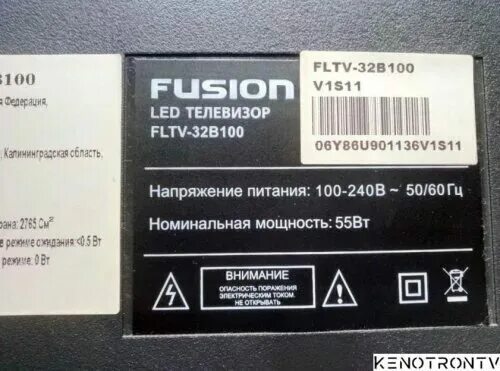 B100
я Федерация,
, Калининградская область,
рана: 2765 См²
в режиме ожидания: <0.5 Вт
режиме: 0 Вт
FUSION
LED ТЕЛЕВИЗОР
FLTV-32B100
FLTV-32B100
V1S11
06Y86U901136V1S11
Напряжение питания: 100-240В ~ 50/60Гц
Номинальная мощность: 55Вт
ВНИМАНИЕ
ОПАСНОСТЬ ПОРАЖЕНИЯ
ЭЛЕКТРИЧЕСКИМ ТОКОМ.
НЕ ОТКРЫВАТЬ!
KENOTRONTV